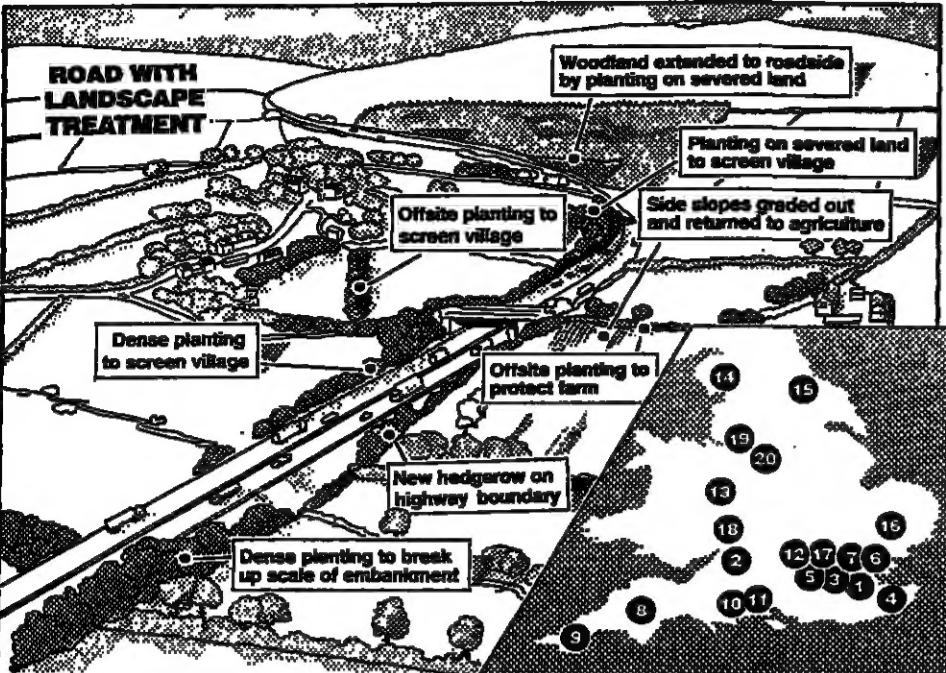 ROAD WITH
LANDSCAPE
TREATMENT
Woodland extended to roadside
by planting on severed land
Planting on severed land
to screen village
Side slopes graded out
and returned to agriculture
Offsite planting to
screen village
Dense planting
to screen village
Offsite planting to
protect farm
New hedgerow on
highway boundary
Dense planting to break
up scale of embankment
14
15
19
20
13
16
18
2
12
17
7
6
5
3
1
4
10
11
8
9